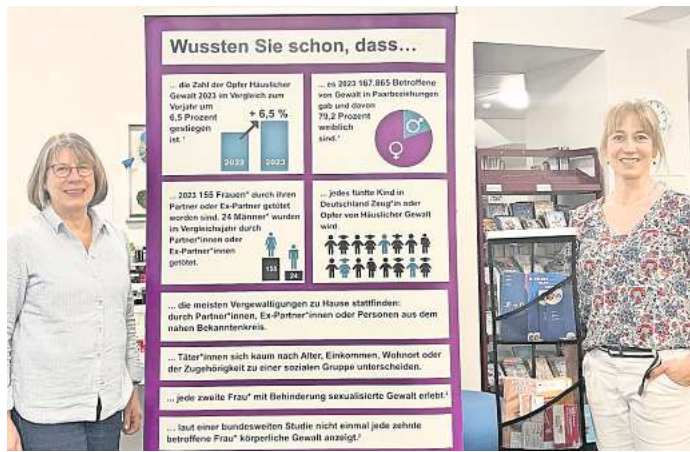 Wussten Sie schon, dass...
... die Zahl der Opfer Häuslicher
Gewalt 2023 im Vergleich zum
Vorjahr um
6,5 Prozent
gestiegen
ist.¹
+ 6,5 %
2022
2023
... es 2023 167.865 Betroffene
von Gewalt in Paarbeziehungen
gab und davon
79,2 Prozent
weiblich
sind.¹
... 2023 155 Frauen* durch ihren
Partner oder Ex-Partner getötet
worden sind. 24 Männer* wurden
im Vergleichsjahr durch
Partner*innen oder
Ex-Partner*innen
getötet.
155
24
... jedes fünfte Kind in
Deutschland Zeug*in oder
Opfer von Häuslicher Gewalt
wird.
... die meisten Vergewaltigungen zu Hause stattfinden:
durch Partner*innen, Ex-Partner*innen oder Personen aus dem
nahen Bekanntenkreis.
... Täter*innen sich kaum nach Alter, Einkommen, Wohnort oder
der Zugehörigkeit zu einer sozialen Gruppe unterscheiden.
... jede zweite Frau* mit Behinderung sexualisierte Gewalt erlebt.²
... laut einer bundesweiten Studie nicht einmal jede zehnte
betroffene Frau* körperliche Gewalt anzeigt.²